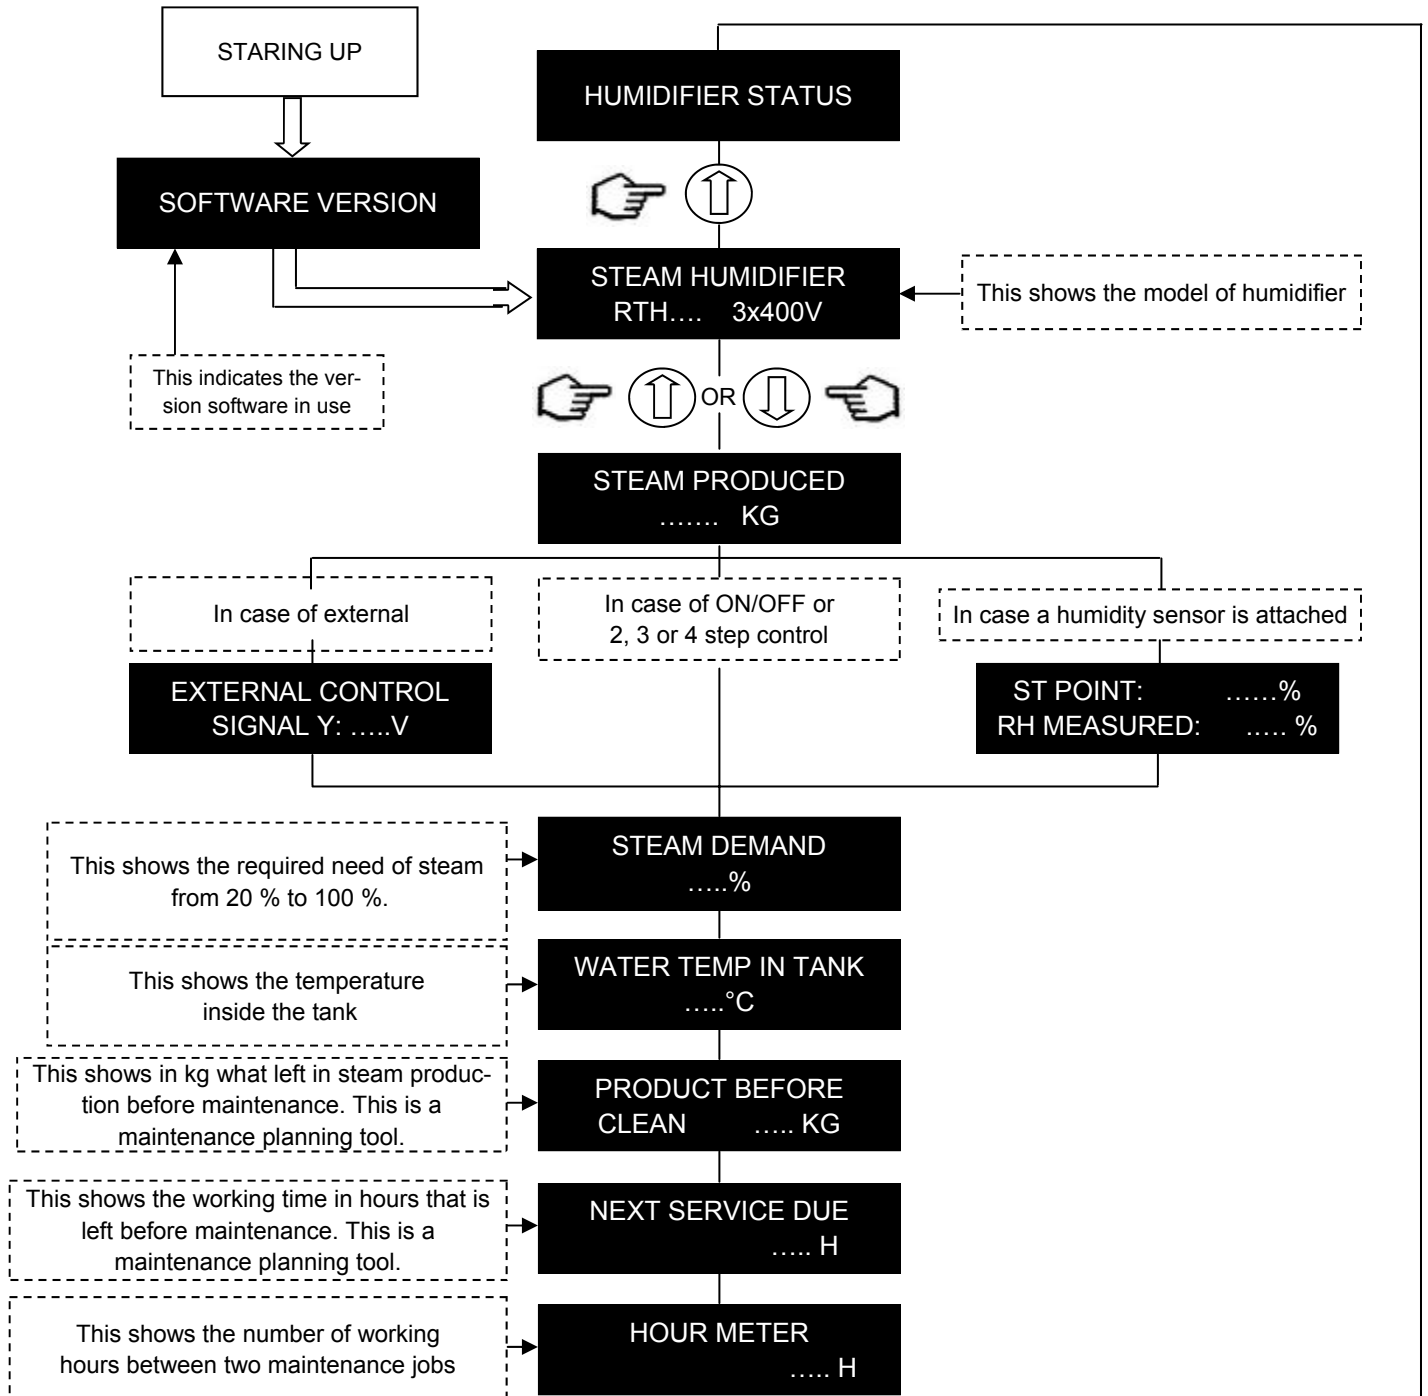 STARING UP
HUMIDIFIER STATUS
SOFTWARE VERSION
STEAM HUMIDIFIER
RTH…. 3x400V
This shows the model of humidifier
This indicates the ver-
sion software in use
OR
STEAM PRODUCED
……. KG
In case of external
In case of ON/OFF or
2, 3 or 4 step control
In case a humidity sensor is attached
EXTERNAL CONTROL
SIGNAL Y: …..V
ST POINT: ……%
RH MEASURED: ….. %
This shows the required need of steam
from 20 % to 100 %.
STEAM DEMAND
…..%
This shows the temperature
inside the tank
WATER TEMP IN TANK
…..°C
This shows in kg what left in steam produc-
tion before maintenance. This is a
maintenance planning tool.
PRODUCT BEFORE
CLEAN ….. KG
This shows the working time in hours that is
left before maintenance. This is a
maintenance planning tool.
NEXT SERVICE DUE
….. H
This shows the number of working
hours between two maintenance jobs
HOUR METER
….. H